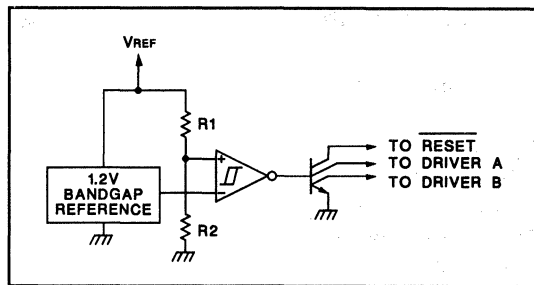 VREF
R1
+
1.2V
BANDGAP
REFERENCE
−
R2
TO RESET
TO DRIVER A
TO DRIVER B